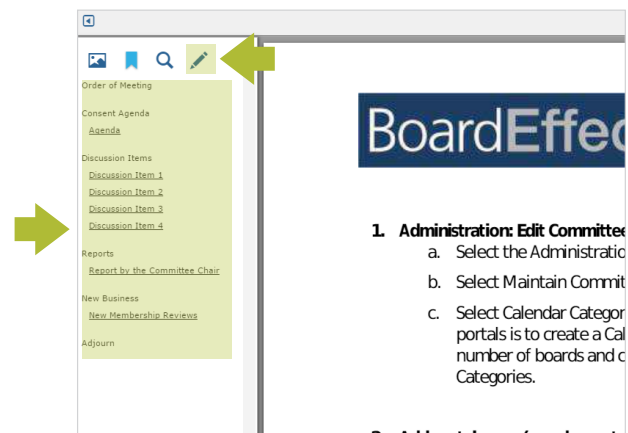 Order of Meeting
Consent Agenda
Agenda
Discussion Items
Discussion Item 1
Discussion Item 2
Discussion Item 3
Discussion Item 4
Reports
Report by the Committee Chair
New Business
New Membership Reviews
Adjourn
BoardEffec
1. Administration: Edit Committee
a. Select the Administratio
b. Select Maintain Commit
c. Select Calendar Categor
portals is to create a Cal
number of boards and c
Categories.